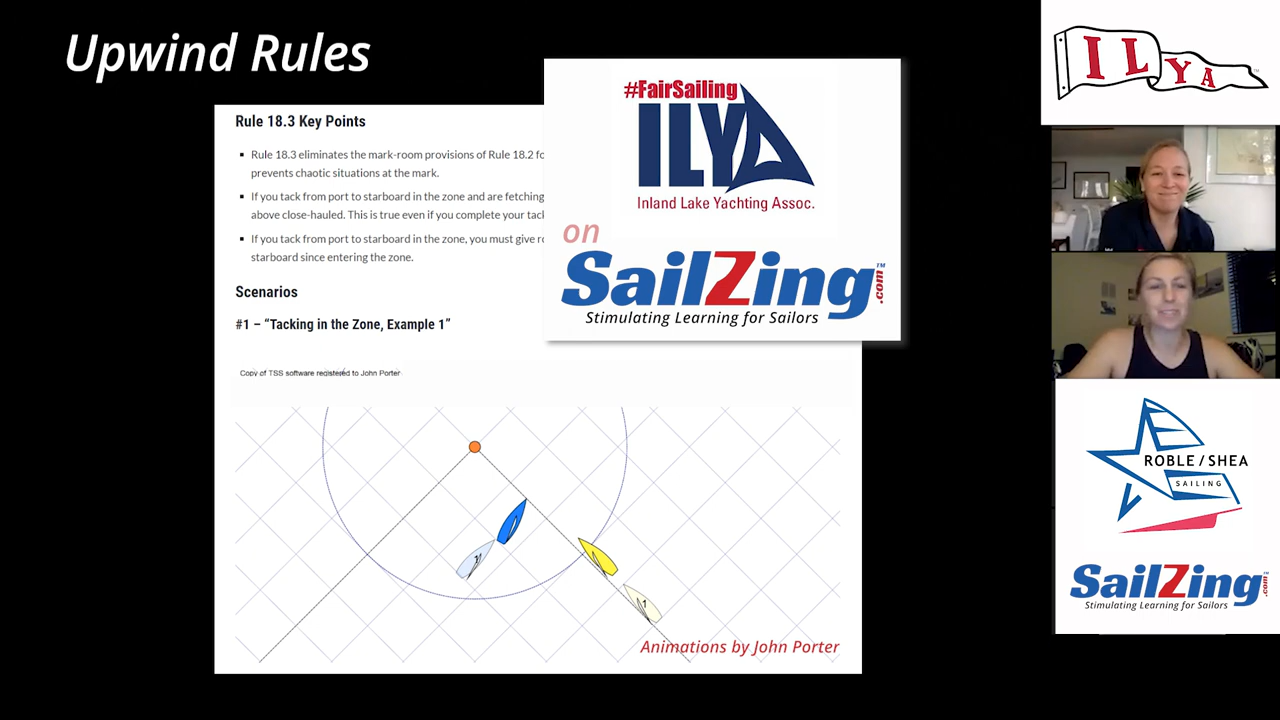 Upwind Rules
Rule 18.3 Key Points
Rule 18.3 eliminates the mark-room provisions of Rule 18.2 fo
prevents chaotic situations at the mark.
If you tack from port to starboard in the zone and are fetching
above close-hauled. This is true even if you complete your tack
If you tack from port to starboard in the zone, you must give ro
starboard since entering the zone.
Scenarios
#1 – “Tacking in the Zone, Example 1”
Copy of TSS software registered to John Porter
1
1
Animations by John Porter
#FairSailing
ILYA
Inland Lake Yachting Assoc.
on
SailZing.com™
Stimulating Learning for Sailors
ILYA
ROBLE / SHEA
SAILING
SailZing.com™
Stimulating Learning for Sailors